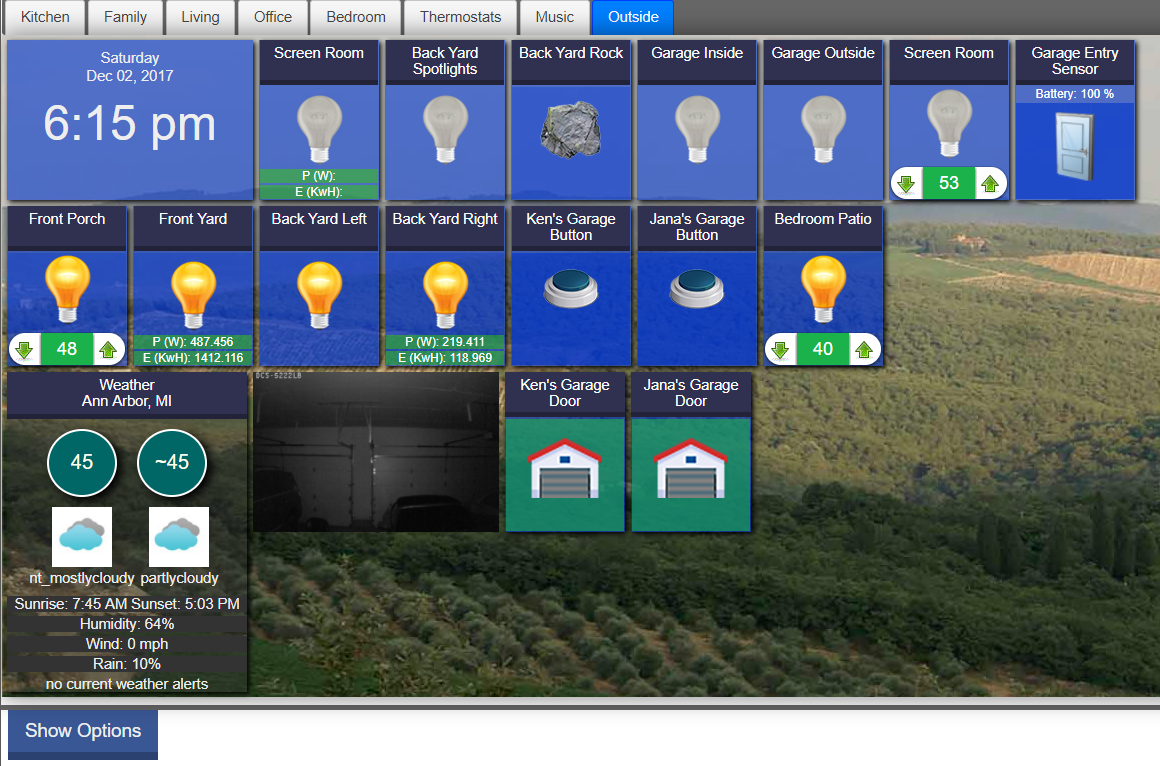 Kitchen
Family
Living
Office
Bedroom
Thermostats
Music
Outside
Saturday
Dec 02, 2017
6:15 pm
Screen Room
P (W):
E (KwH):
Back Yard
Spotlights
Back Yard Rock
Garage Inside
Garage Outside
Screen Room
53
Garage Entry
Sensor
Battery: 100 %
Front Porch
48
Front Yard
P (W): 487.456
E (KwH): 1412.116
Back Yard Left
Back Yard Right
P (W): 219.411
E (KwH): 118.969
Ken's Garage
Button
Jana's Garage
Button
Bedroom Patio
40
Weather
Ann Arbor, MI
45
~45
nt_mostlycloudy
partlycloudy
Sunrise: 7:45 AM Sunset: 5:03 PM
Humidity: 64%
Wind: 0 mph
Rain: 10%
no current weather alerts
DCS-5222LB
Ken's Garage
Door
Jana's Garage
Door
Show Options